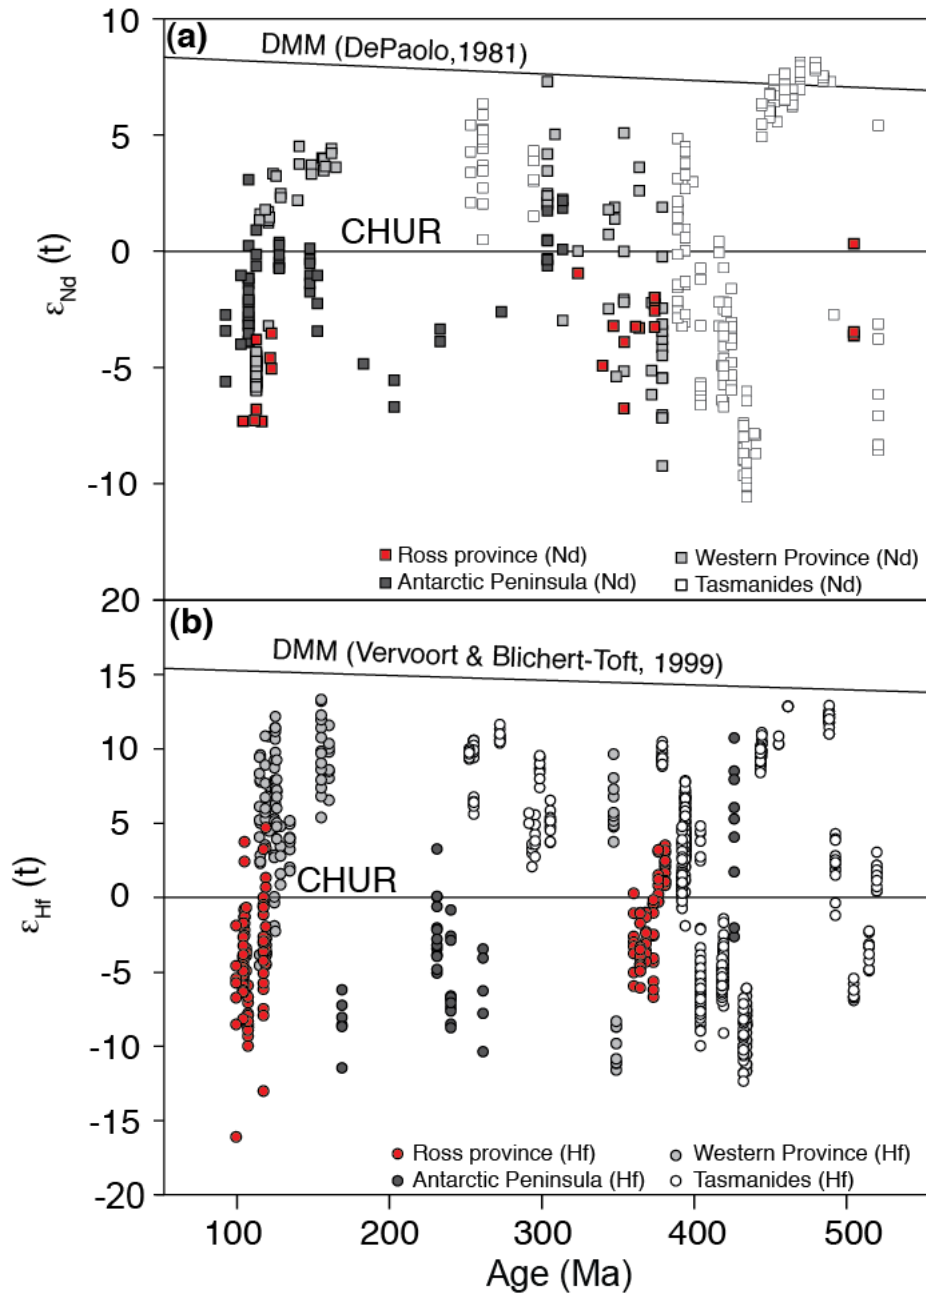 10
(a)
DMM (DePaolo,1981)
5
CHUR
0
εNd (t)
-5
-10
Ross province (Nd)
Western Province (Nd)
Antarctic Peninsula (Nd)
Tasmanides (Nd)
20
(b)
DMM (Vervoort & Blichert-Toft, 1999)
15
10
5
CHUR
0
εHf (t)
-5
-10
-15
Ross province (Hf)
Western Province (Hf)
Antarctic Peninsula (Hf)
Tasmanides (Hf)
-20
100 200 300 400 500
Age (Ma)